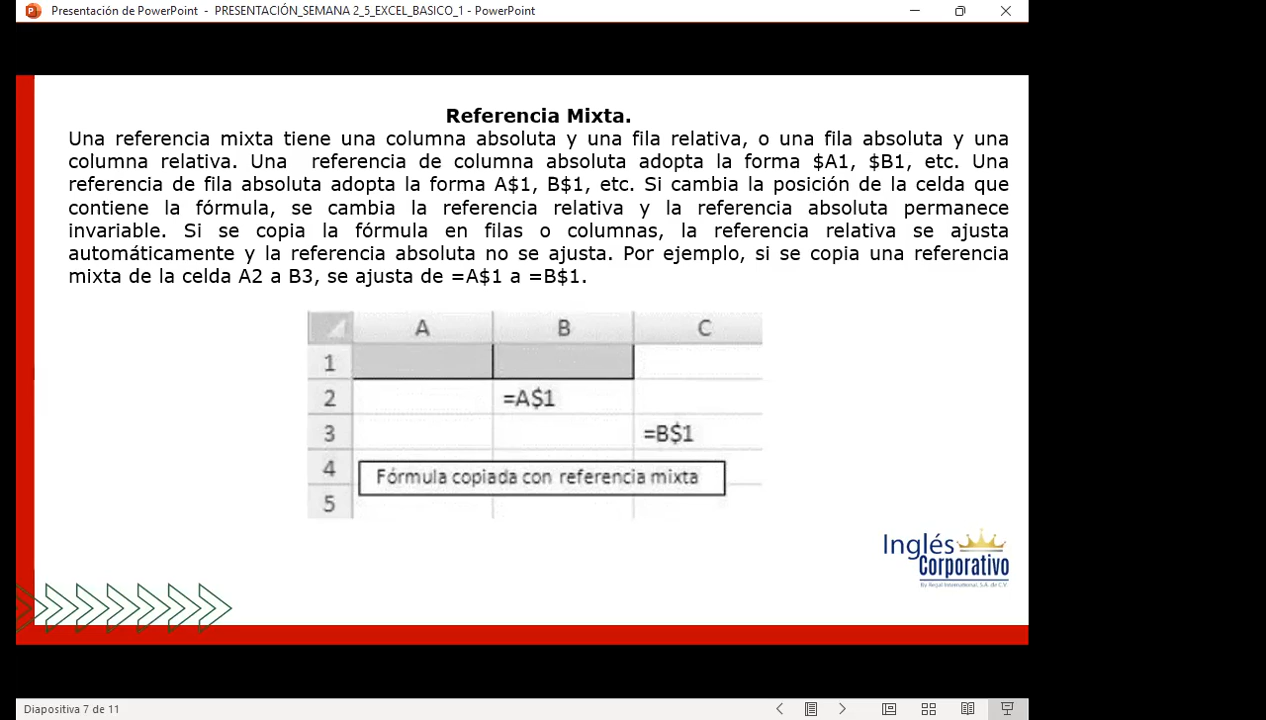 Presentación de PowerPoint - PRESENTACIÓN_SEMANA 2_5_EXCEL_BASICO_1 - PowerPoint
Referencia Mixta.
Una referencia mixta tiene una columna absoluta y una fila relativa, o una fila absoluta y una
columna relativa. Una referencia de columna absoluta adopta la forma $A1, $B1, etc. Una
referencia de fila absoluta adopta la forma A$1, B$1, etc. Si cambia la posición de la celda que
contiene la fórmula, se cambia la referencia relativa y la referencia absoluta permanece
invariable. Si se copia la fórmula en filas o columnas, la referencia relativa se ajusta
automáticamente y la referencia absoluta no se ajusta. Por ejemplo, si se copia una referencia
mixta de la celda A2 a B3, se ajusta de =A$1 a =B$1.
A B C
1
2 =A$1
3 =B$1
4
Fórmula copiada con referencia mixta
5
Inglés
Corporativo
By Regal International, S.A. de C.V.
Diapositiva 7 de 11